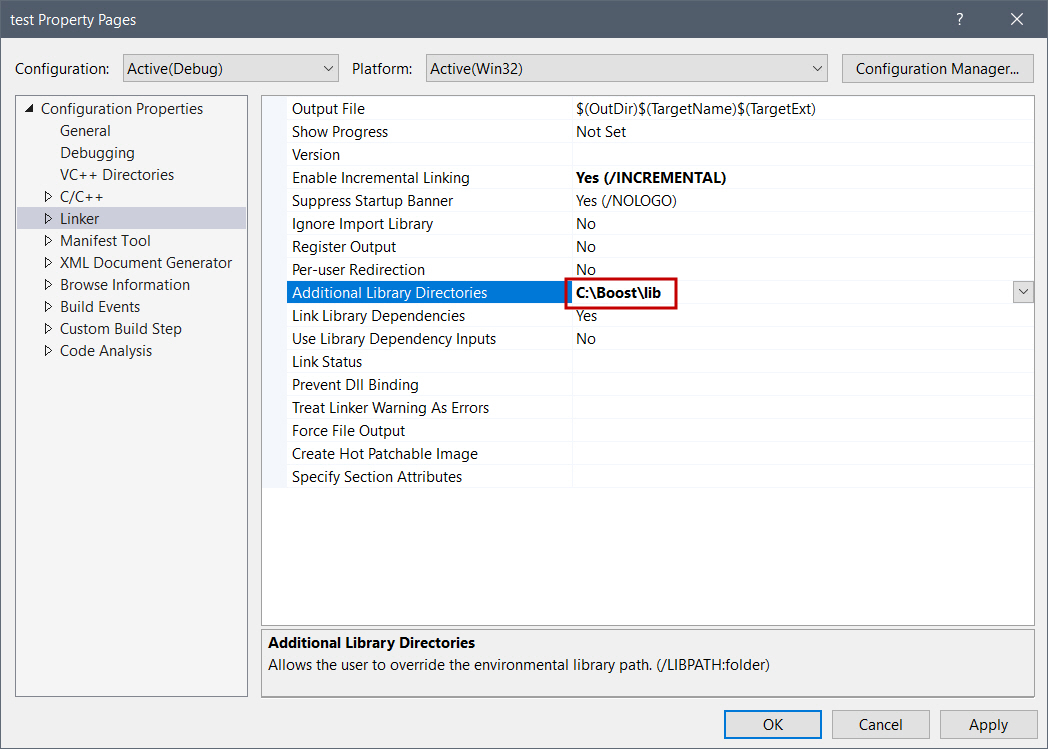 test Property Pages ?
Configuration: Active(Debug) Platform: Active(Win32) Configuration Manager...
Configuration Properties
General
Debugging
VC++ Directories
C/C++
Linker
Manifest Tool
XML Document Generator
Browse Information
Build Events
Custom Build Step
Code Analysis
Output File $(OutDir)$(TargetName)$(TargetExt)
Show Progress Not Set
Version
Enable Incremental Linking Yes (/INCREMENTAL)
Suppress Startup Banner Yes (/NOLOGO)
Ignore Import Library No
Register Output No
Per-user Redirection No
Additional Library Directories C:\Boost\lib
Link Library Dependencies Yes
Use Library Dependency Inputs No
Link Status
Prevent Dll Binding
Treat Linker Warning As Errors
Force File Output
Create Hot Patchable Image
Specify Section Attributes
Additional Library Directories
Allows the user to override the environmental library path. (/LIBPATH:folder)
OK Cancel Apply